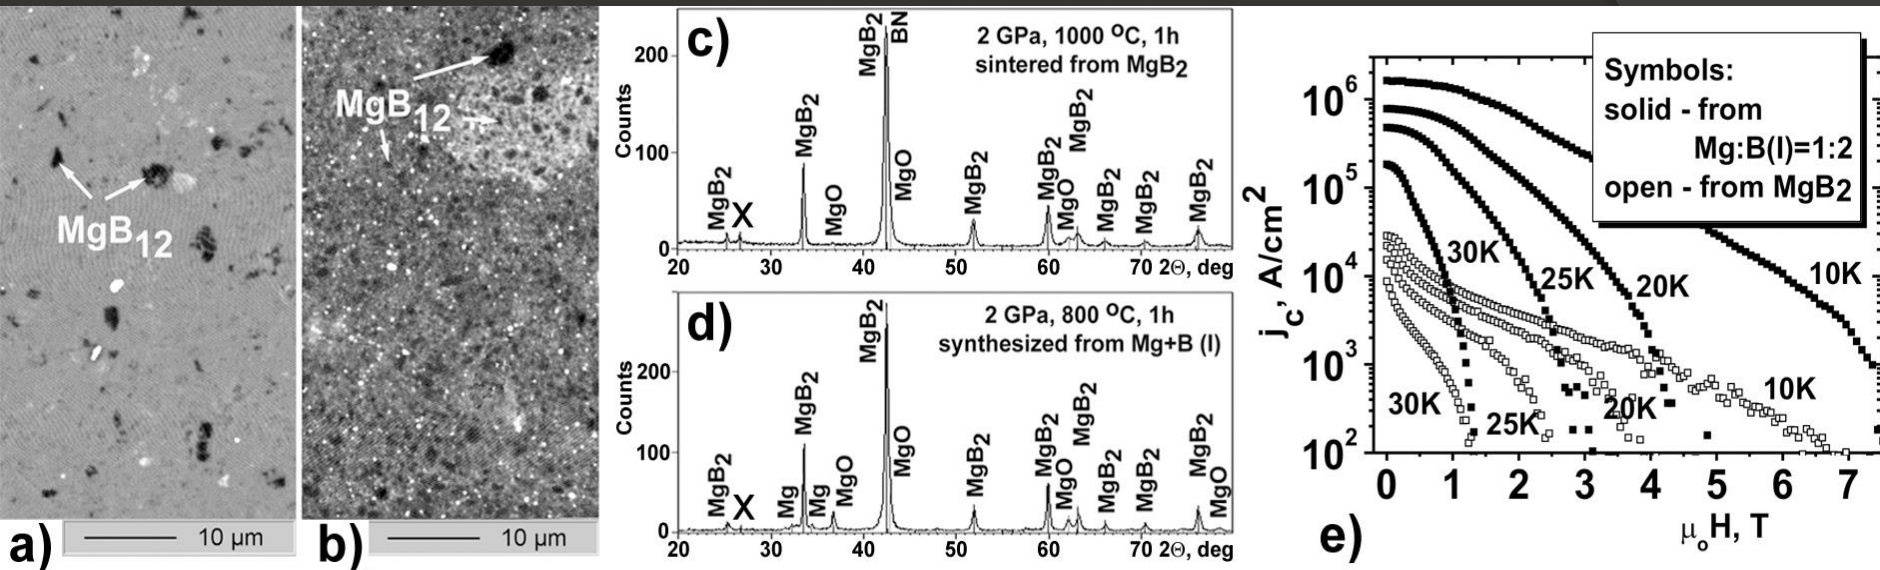 MgB12
a)
10 µm
MgB12
b)
10 µm
c)
2 GPa, 1000 ºC, 1h
sintered from MgB2
Counts
200
100
0
MgB2
X
MgB2
MgO
MgB2
BN
MgO
MgB2
MgB2
MgO
MgB2
MgB2
MgB2
MgB2
20 30 40 50 60 70 2Θ, deg
d)
2 GPa, 800 ºC, 1h
synthesized from Mg+B (I)
Counts
200
100
0
MgB2
X
Mg
MgB2
Mg
MgO
MgB2
MgO
MgB2
MgB2
MgO
MgB2
MgB2
MgB2
MgB2
MgO
20 30 40 50 60 70 2Θ, deg
Symbols:
solid - from
Mg:B(I)=1:2
open - from MgB2
jc, A/cm2
10^6
10^5
10^4
10^3
10^2
30K
25K
20K
10K
30K
25K
20K
10K
0 1 2 3 4 5 6 7
e)
μoH, T